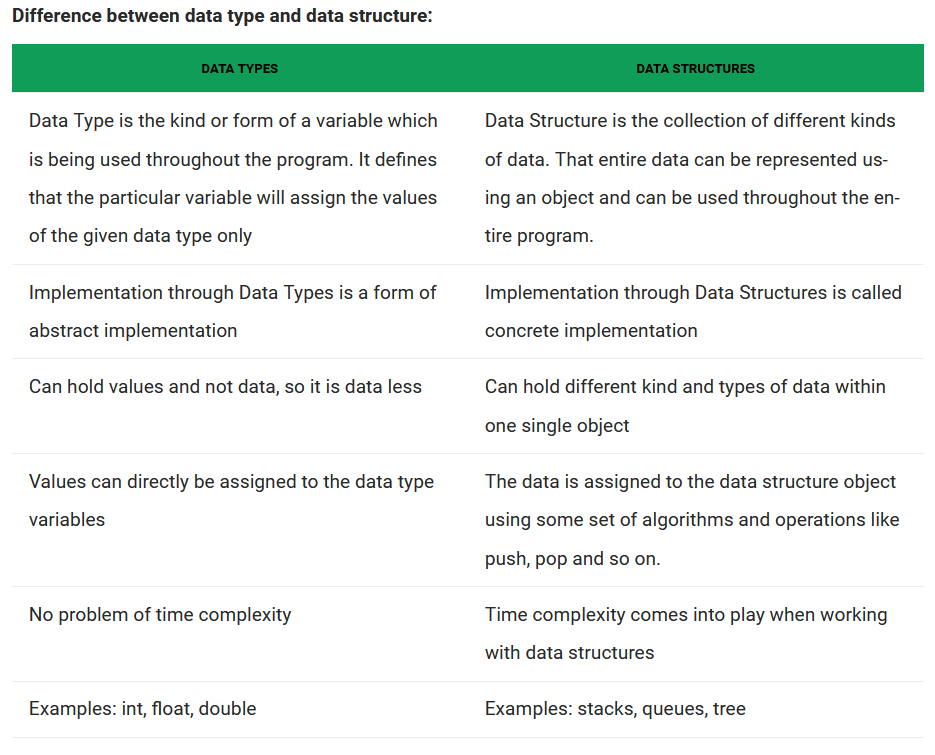 Difference between data type and data structure:
DATA TYPES
DATA STRUCTURES
Data Type is the kind or form of a variable which
is being used throughout the program. It defines
that the particular variable will assign the values
of the given data type only
Data Structure is the collection of different kinds
of data. That entire data can be represented us-
ing an object and can be used throughout the en-
tire program.
Implementation through Data Types is a form of
abstract implementation
Implementation through Data Structures is called
concrete implementation
Can hold values and not data, so it is data less
Can hold different kind and types of data within
one single object
Values can directly be assigned to the data type
variables
The data is assigned to the data structure object
using some set of algorithms and operations like
push, pop and so on.
No problem of time complexity
Time complexity comes into play when working
with data structures
Examples: int, float, double
Examples: stacks, queues, tree